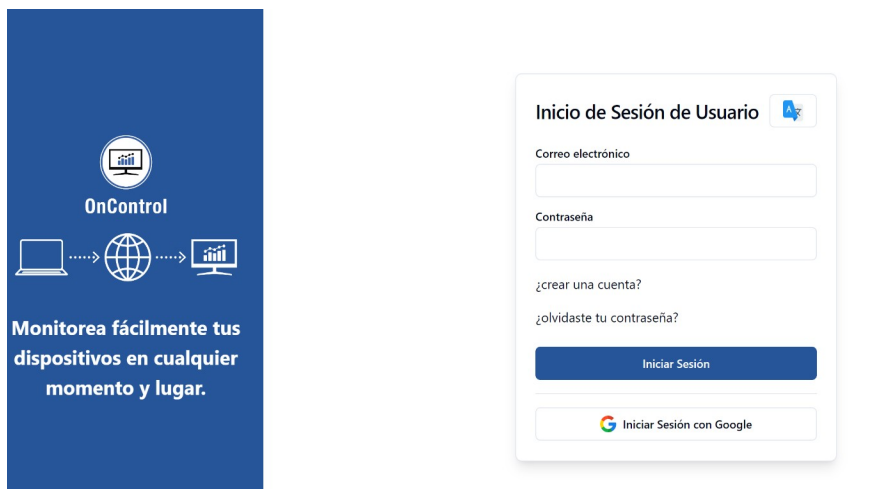 OnControl
Monitorea fácilmente tus
dispositivos en cualquier
momento y lugar.
Inicio de Sesión de Usuario
Correo electrónico
Contraseña
¿crear una cuenta?
¿olvidaste tu contraseña?
Iniciar Sesión
Iniciar Sesión con Google